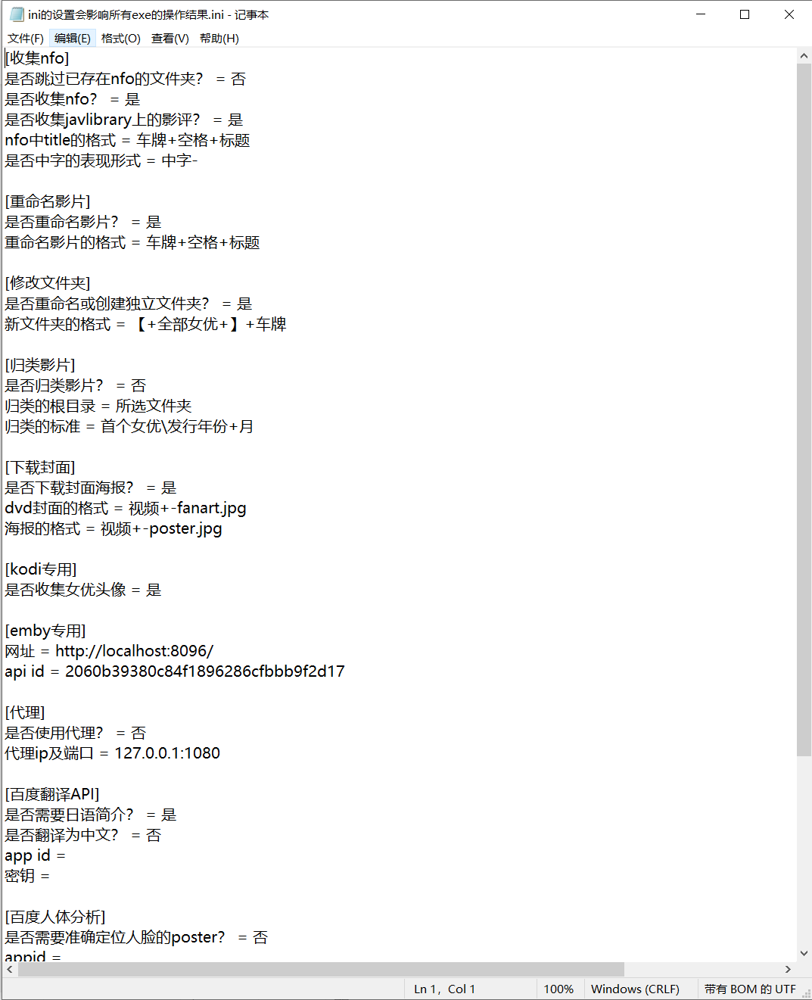 ini的设置会影响所有exe的操作结果.ini - 记事本
文件(F) 编辑(E) 格式(O) 查看(V) 帮助(H)
[收集nfo]
是否跳过已存在nfo的文件夹？ = 否
是否收集nfo？ = 是
是否收集javlibrary上的影评？ = 是
nfo中title的格式 = 车牌+空格+标题
是否中字的表现形式 = 中字-
[重命名影片]
是否重命名影片？ = 是
重命名影片的格式 = 车牌+空格+标题
[修改文件夹]
是否重命名或创建独立文件夹？ = 是
新文件夹的格式 = 【+全部女优+】+车牌
[归类影片]
是否归类影片？ = 否
归类的根目录 = 所选文件夹
归类的标准 = 首个女优\发行年份+月
[下载封面]
是否下载封面海报？ = 是
dvd封面的格式 = 视频+-fanart.jpg
海报的格式 = 视频+-poster.jpg
[kodi专用]
是否收集女优头像 = 是
[emby专用]
网址 = http://localhost:8096/
api id = 2060b39380c84f1896286cfbbb9f2d17
[代理]
是否使用代理？ = 否
代理ip及端口 = 127.0.0.1:1080
[百度翻译API]
是否需要日语简介？ = 是
是否翻译为中文？ = 否
app id =
密钥 =
[百度人体分析]
是否需要准确定位人脸的poster？ = 否
appid =
Ln 1，Col 1 100% Windows (CRLF) 带有 BOM 的 UTF